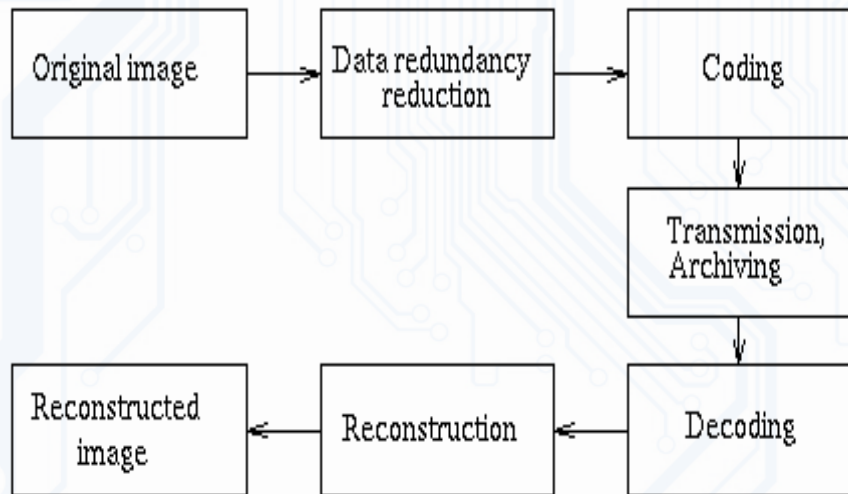 Original image
Data redundancy
reduction
Coding
Transmission,
Archiving
Decoding
Reconstruction
Reconstructed
image